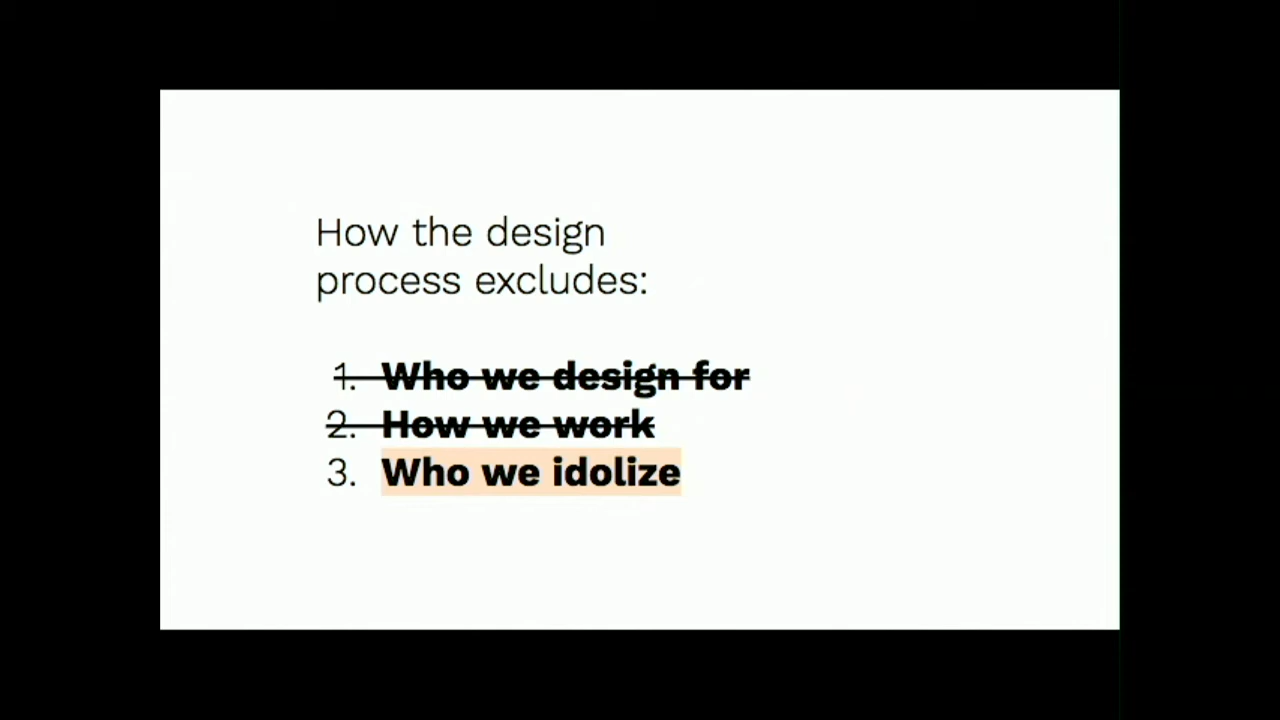 How the design
process excludes:
1. Who we design for
2. How we work
3. Who we idolize